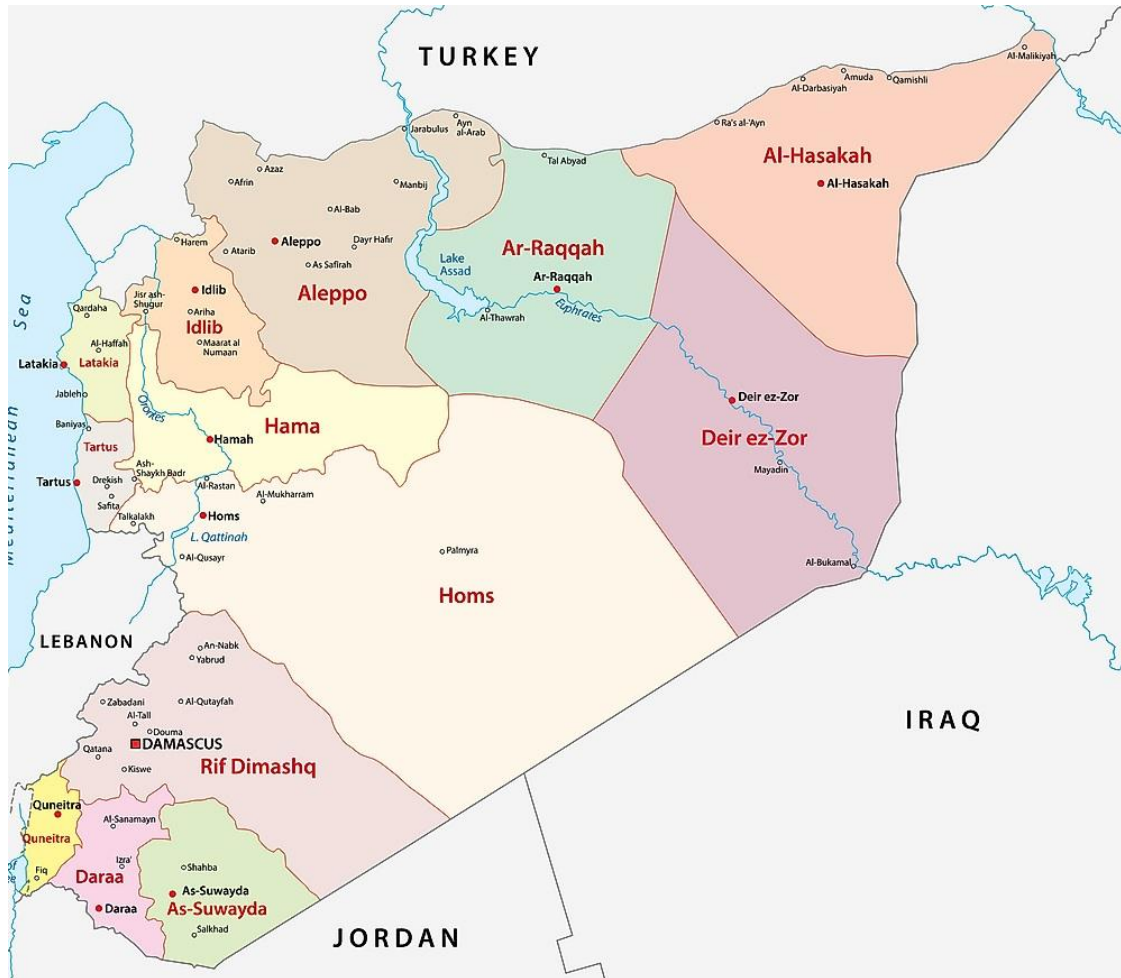 TURKEY
Al-Malikiyah
Amuda
Qamishli
Al-Darbasiyah
Ayn
al-Arab
Jarabulus
Ra's al-'Ayn
Al-Hasakah
Al-Hasakah
Tal Abyad
Azaz
Afrin
Manbij
Al-Bab
Aleppo
Dayr Hafir
Atarib
As Safirah
Aleppo
Harem
Lake
Assad
Ar-Raqqah
Ar-Raqqah
Euphrates
Al-Thawrah
Idlib
Jisr ash-
Shugur
Ariha
Idlib
Maarat al
Numaan
Qardaha
Al-Haffah
Latakia
Latakia
Jableh
Mediterranean Sea
Baniyas
Tartus
Tartus
Drekish
Safita
Orontes
Hama
Hamah
Ash-
Shaykh Badr
Al-Rastan
Al-Mukharram
Talkalakh
Homs
L. Qattinah
Al-Qusayr
Palmyra
Homs
Deir ez-Zor
Deir ez-Zor
Mayadin
Al-Bukamal
LEBANON
An-Nabk
Yabrud
Zabadani
Al-Qutayfah
Al-Tall
Douma
DAMASCUS
Qatana
Kiswe
Rif Dimashq
IRAQ
Quneitra
Quneitra
Al-Sanamayn
Fiq
Izra'
Daraa
Daraa
Shahba
As-Suwayda
As-Suwayda
Salkhad
JORDAN